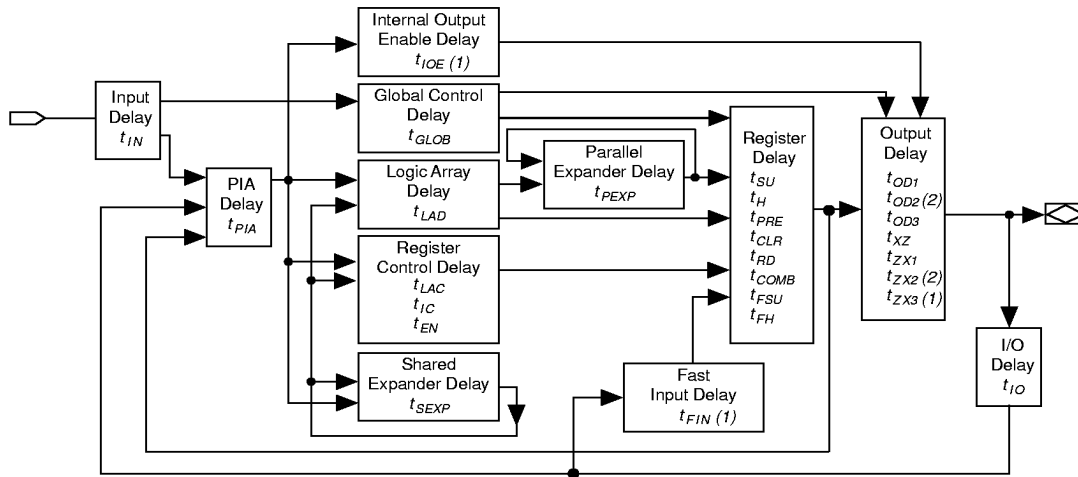 Internal Output
Enable Delay
tIOE (1)
Input
Delay
tIN
Global Control
Delay
tGLOB
Register
Delay
tSU
tH
tPRE
tCLR
tRD
tCOMB
tFSU
tFH
Output
Delay
tOD1
tOD2 (2)
tOD3
tXZ
tZX1
tZX2 (2)
tZX3 (1)
Parallel
Expander Delay
tPEXP
Logic Array
Delay
tLAD
PIA
Delay
tPIA
Register
Control Delay
tLAC
tIC
tEN
I/O
Delay
tIO
Shared
Expander Delay
tSEXP
Fast
Input Delay
tFIN (1)